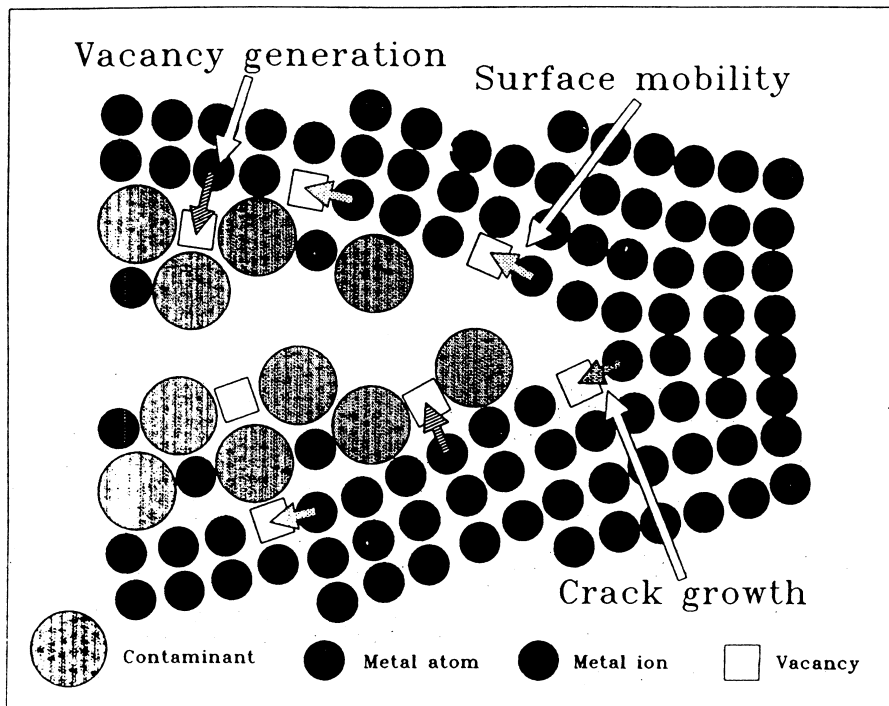 Vacancy generation
Surface mobility
Crack growth
Contaminant
Metal atom
Metal ion
Vacancy